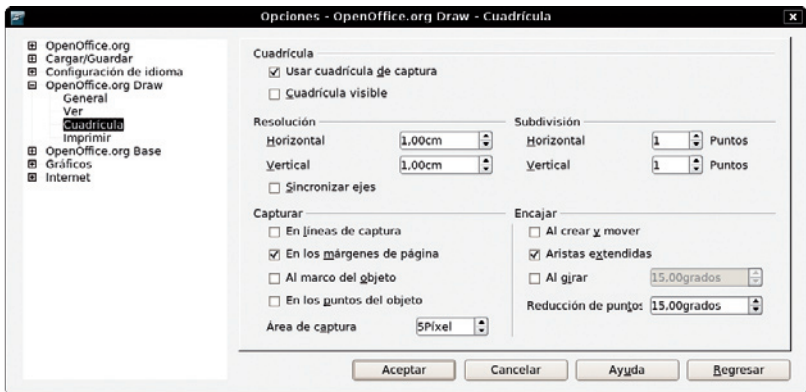 Opciones - OpenOffice.org Draw - Cuadrícula
OpenOffice.org
Cargar/Guardar
Configuración de idioma
OpenOffice.org Draw
General
Ver
Cuadrícula
Imprimir
OpenOffice.org Base
Gráficos
Internet
Cuadrícula
Usar cuadrícula de captura
Cuadrícula visible
Resolución
Horizontal 1,00cm
Vertical 1,00cm
Sincronizar ejes
Subdivisión
Horizontal 1 Puntos
Vertical 1 Puntos
Capturar
En líneas de captura
En los márgenes de página
Al marco del objeto
En los puntos del objeto
Área de captura 5Píxel
Encajar
Al crear y mover
Aristas extendidas
Al girar 15,00grados
Reducción de puntos 15,00grados
Aceptar Cancelar Ayuda Regresar